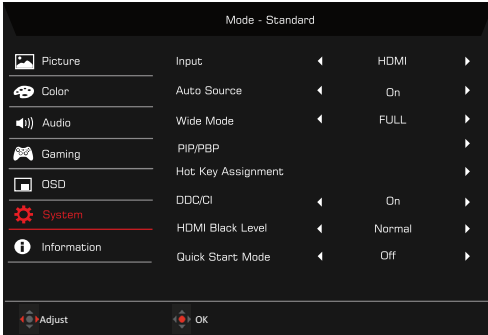 Mode - Standard
Picture
Color
Audio
Gaming
OSD
System
Information
Input HDMI
Auto Source On
Wide Mode FULL
PIP/PBP
Hot Key Assignment
DDC/CI On
HDMI Black Level Normal
Quick Start Mode Off
Adjust OK